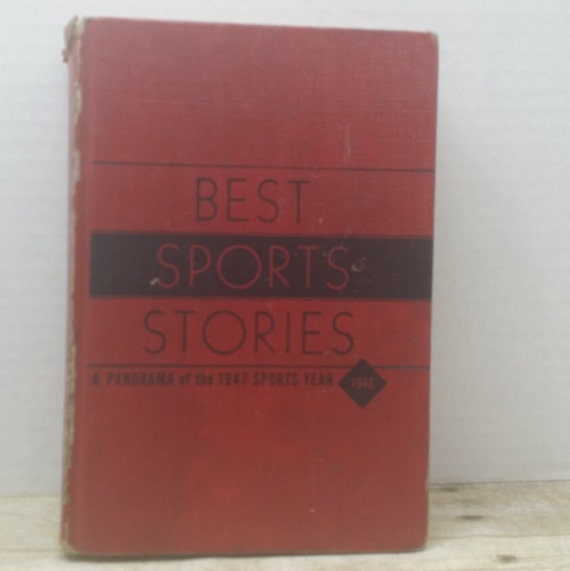 BEST
SPORTS
STORIES
A PANORAMA of the 1947 SPORTS YEAR 1948